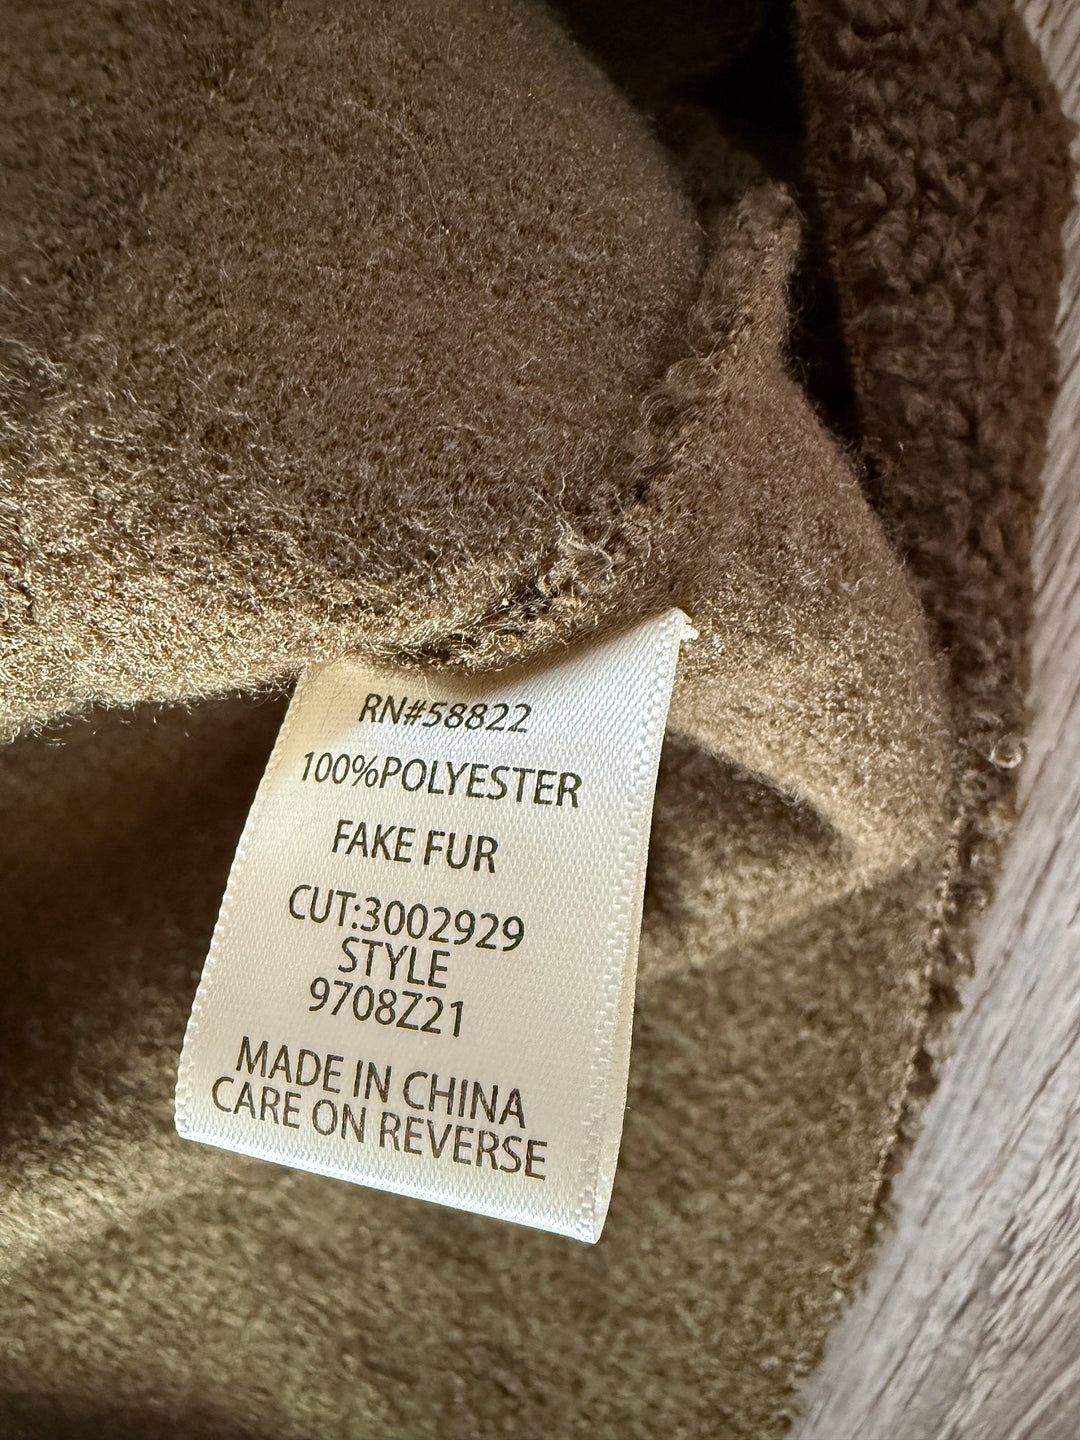 RN#58822
100%POLYESTER
FAKE FUR
CUT:3002929
STYLE
9708Z21
MADE IN CHINA
CARE ON REVERSE